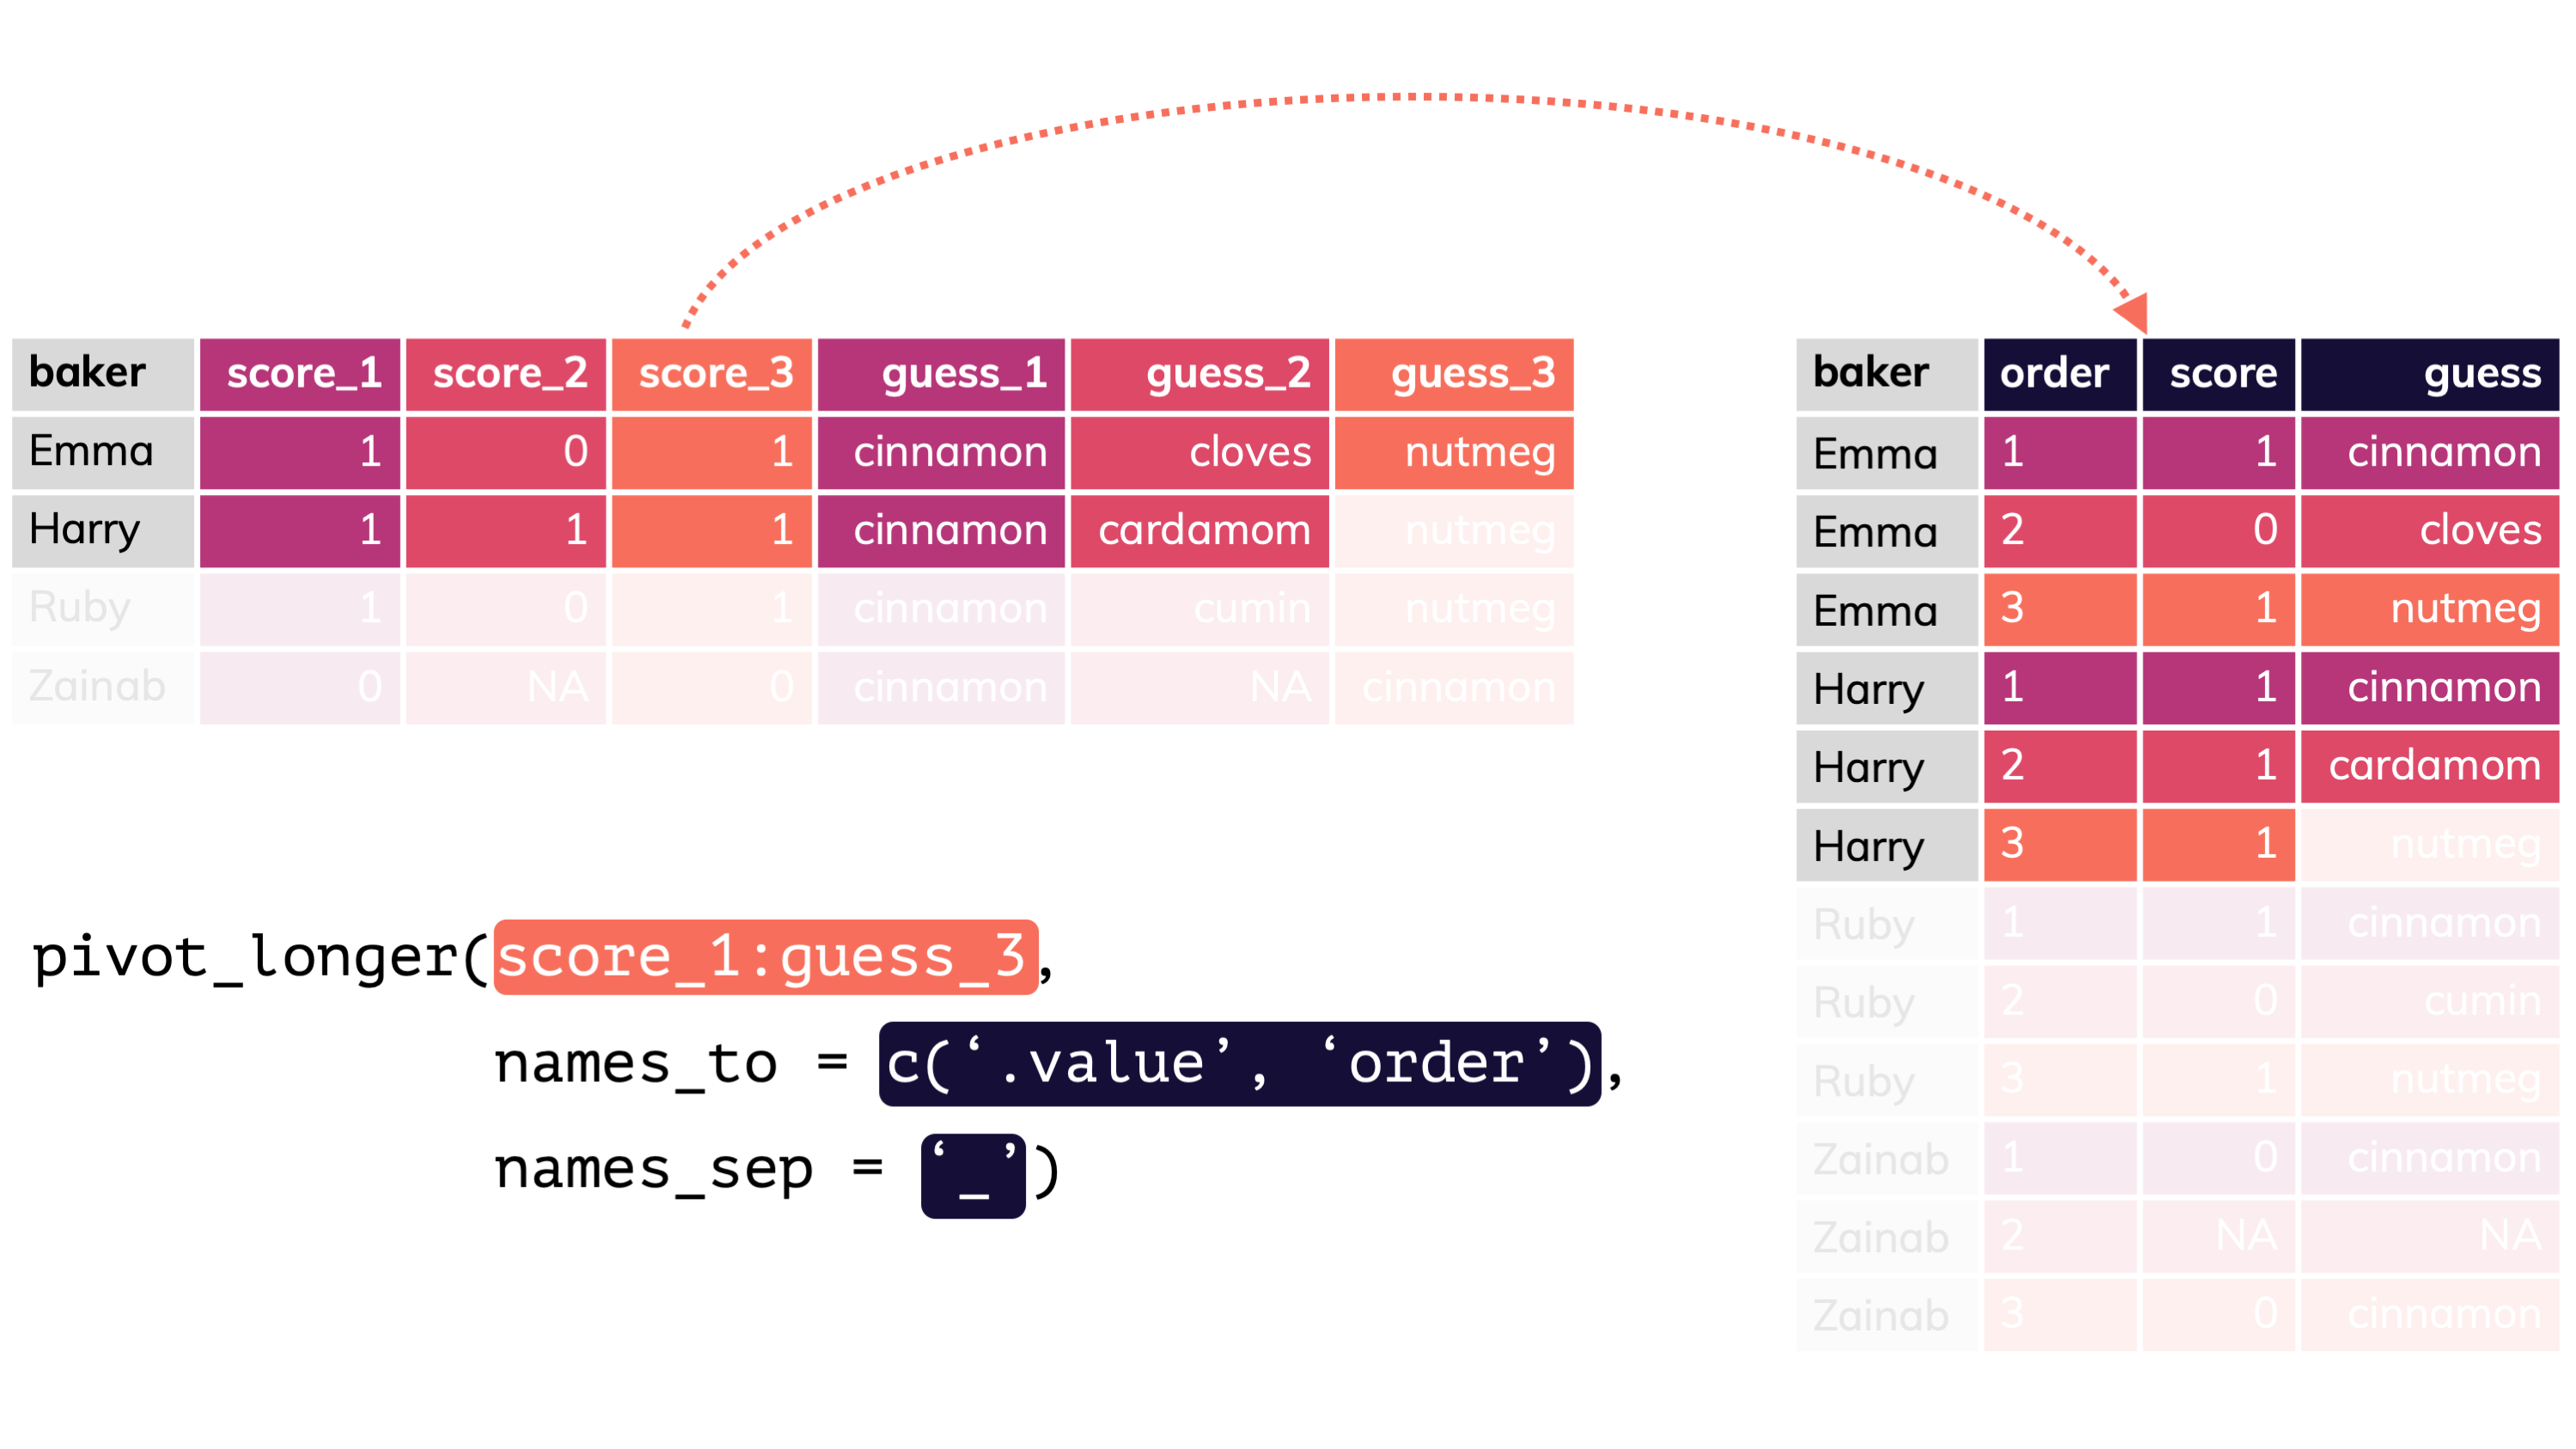 baker score_1 score_2 score_3 guess_1 guess_2 guess_3
Emma 1 0 1 cinnamon cloves nutmeg
Harry 1 1 1 cinnamon cardamom nutmeg
Ruby 1 0 1 cinnamon cumin nutmeg
Zainab 0 NA 0 cinnamon NA cinnamon
pivot_longer(score_1:guess_3,
names_to = c(‘.value’, ‘order’),
names_sep = ‘_’)
baker order score guess
Emma 1 1 cinnamon
Emma 2 0 cloves
Emma 3 1 nutmeg
Harry 1 1 cinnamon
Harry 2 1 cardamom
Harry 3 1 nutmeg
Ruby 1 1 cinnamon
Ruby 2 0 cumin
Ruby 3 1 nutmeg
Zainab 1 0 cinnamon
Zainab 2 NA NA
Zainab 3 0 cinnamon